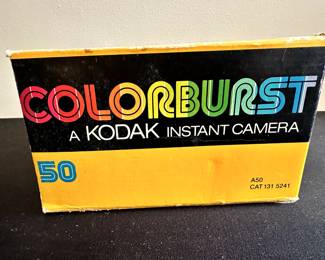 COLORBURST
A KODAK INSTANT CAMERA
50
A50
CAT 131 5241